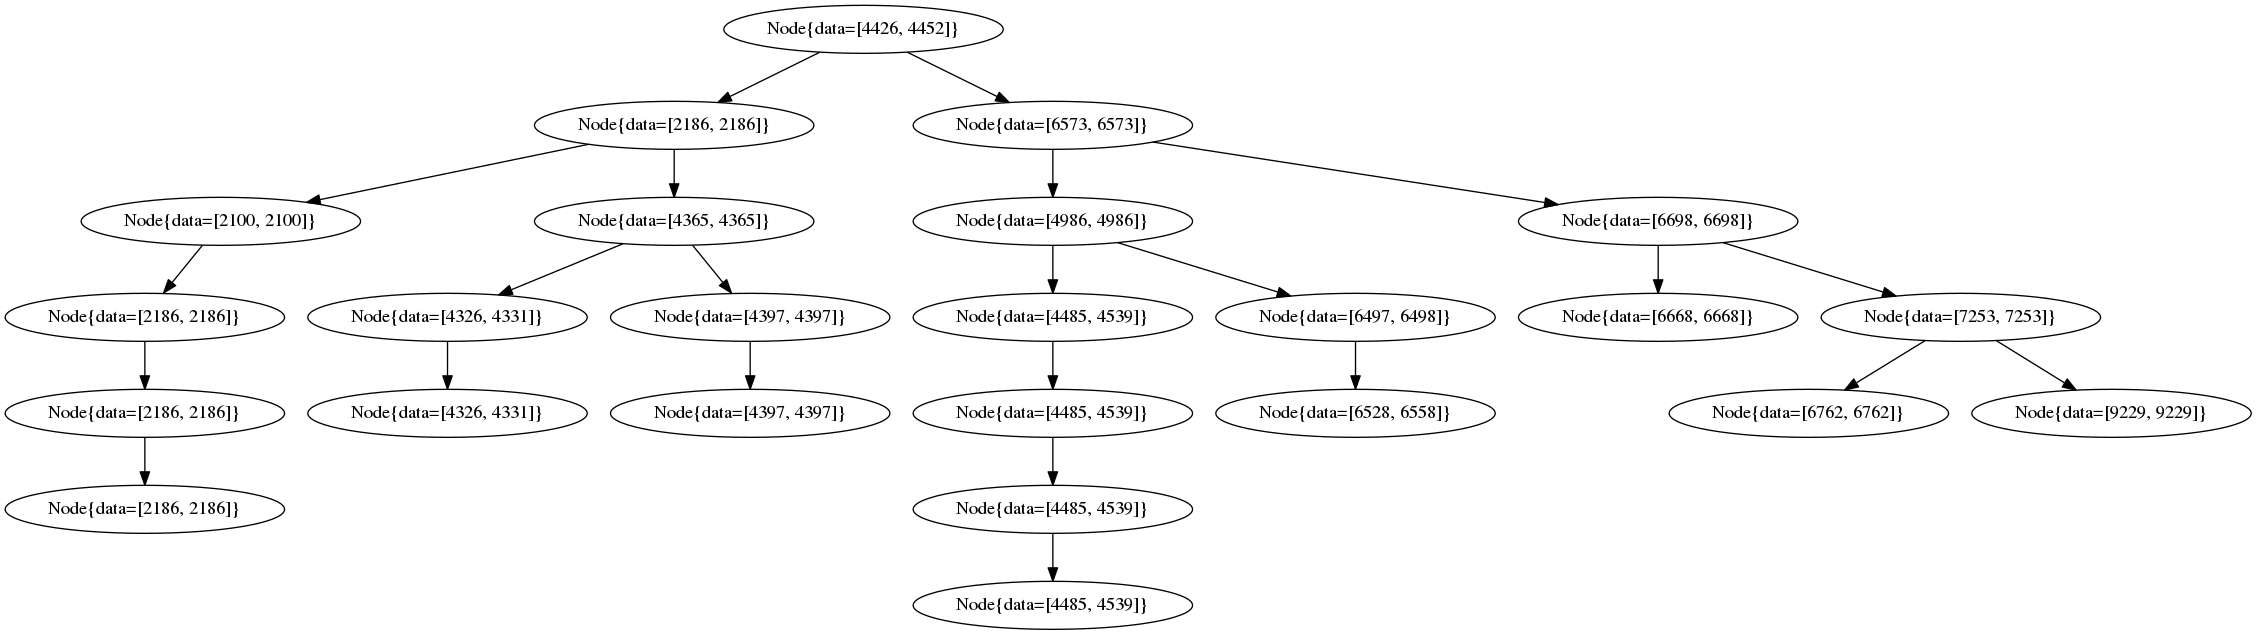 Node{data=[4426, 4452]}
Node{data=[2186, 2186]}
Node{data=[6573, 6573]}
Node{data=[2100, 2100]}
Node{data=[4365, 4365]}
Node{data=[4986, 4986]}
Node{data=[6698, 6698]}
Node{data=[2186, 2186]}
Node{data=[4326, 4331]}
Node{data=[4397, 4397]}
Node{data=[4485, 4539]}
Node{data=[6497, 6498]}
Node{data=[6668, 6668]}
Node{data=[7253, 7253]}
Node{data=[2186, 2186]}
Node{data=[4326, 4331]}
Node{data=[4397, 4397]}
Node{data=[4485, 4539]}
Node{data=[6528, 6558]}
Node{data=[6762, 6762]}
Node{data=[9229, 9229]}
Node{data=[2186, 2186]}
Node{data=[4485, 4539]}
Node{data=[4485, 4539]}